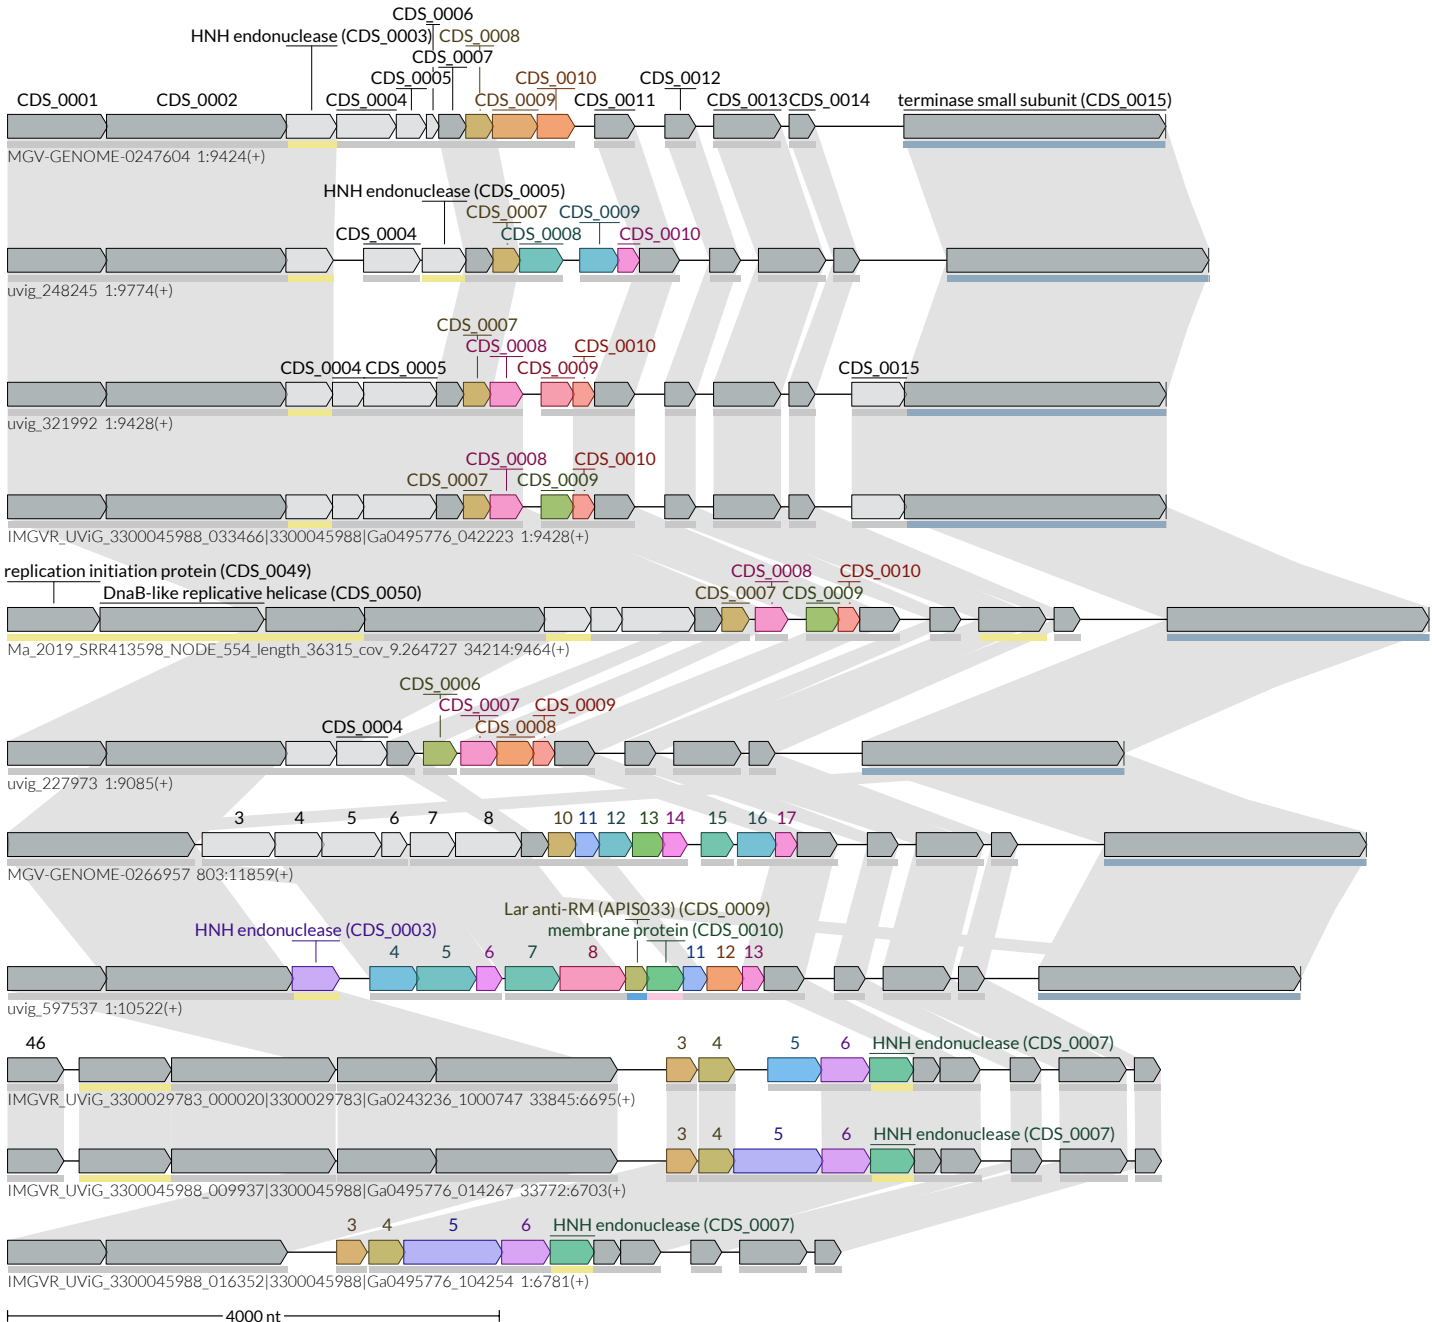 CDS_0006
HNH endonuclease (CDS_0003) CDS_0008
CDS_0007
CDS_0005 CDS_0010 CDS_0012
CDS_0001 CDS_0002 CDS_0004 CDS_0009 CDS_0011 CDS_0013 CDS_0014 terminase small subunit (CDS_0015)
MGV-GENOME-0247604 1:9424(+)
HNH endonuclease (CDS_0005)
CDS_0007 CDS_0009
CDS_0004 CDS_0008 CDS_0010
uvig_248245 1:9774(+)
CDS_0007
CDS_0008 CDS_0010
CDS_0004 CDS_0005 CDS_0009 CDS_0015
uvig_321992 1:9428(+)
CDS_0008 CDS_0010
CDS_0007 CDS_0009
IMGVR_UViG_3300045988_033466|3300045988|Ga0495776_042223 1:9428(+)
replication initiation protein (CDS_0049) CDS_0008 CDS_0010
DnaB-like replicative helicase (CDS_0050) CDS_0007 CDS_0009
Ma_2019_SRR413598_NODE_554_length_36315_cov_9.264727 34214:9464(+)
CDS_0006
CDS_0007 CDS_0009
CDS_0004 CDS_0008
uvig_227973 1:9085(+)
3 4 5 6 7 8 10 11 12 13 14 15 16 17
MGV-GENOME-0266957 803:11859(+)
Lar anti-RM (APIS033) (CDS_0009)
HNH endonuclease (CDS_0003) membrane protein (CDS_0010)
4 5 6 7 8 11 12 13
uvig_597537 1:10522(+)
46 3 4 5 6 HNH endonuclease (CDS_0007)
IMGVR_UViG_3300029783_000020|3300029783|Ga0243236_1000747 33845:6695(+)
3 4 5 6 HNH endonuclease (CDS_0007)
IMGVR_UViG_3300045988_009937|3300045988|Ga0495776_014267 33772:6703(+)
3 4 5 6 HNH endonuclease (CDS_0007)
IMGVR_UViG_3300045988_016352|3300045988|Ga0495776_104254 1:6781(+)
4000 nt